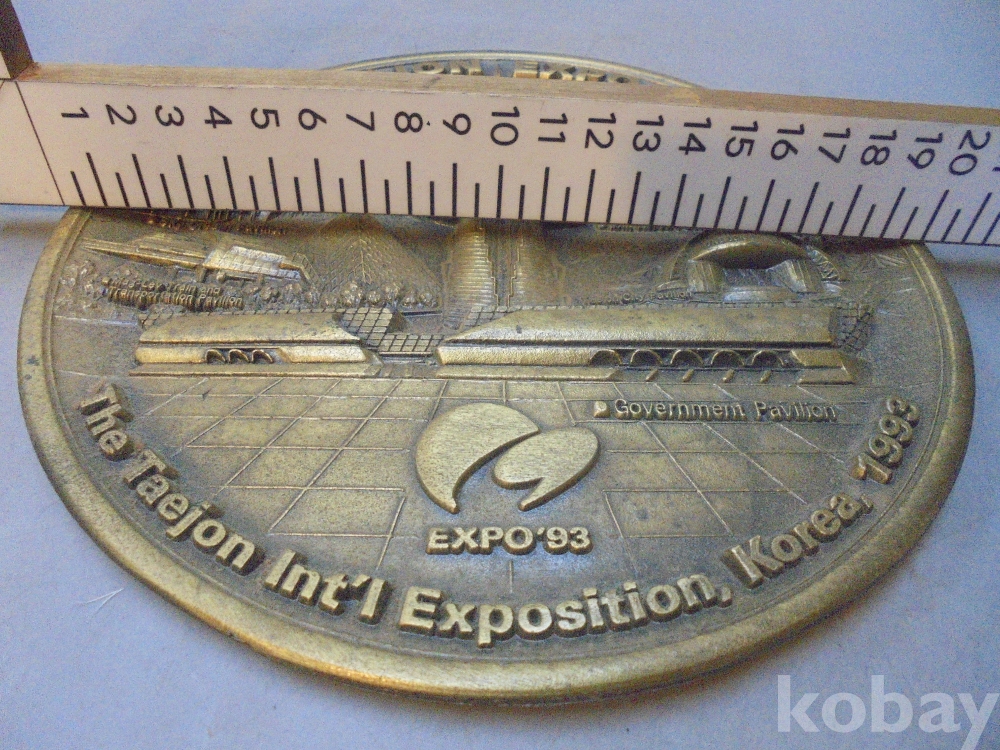 1 2 3 4 5 6 7 8 9 10 11 12 13 14 15 16 17 18 19 20
Transportation Pavilion
Government Pavilion
EXPO'93
The Taejon Int'l Exposition, Korea, 1993
kobay